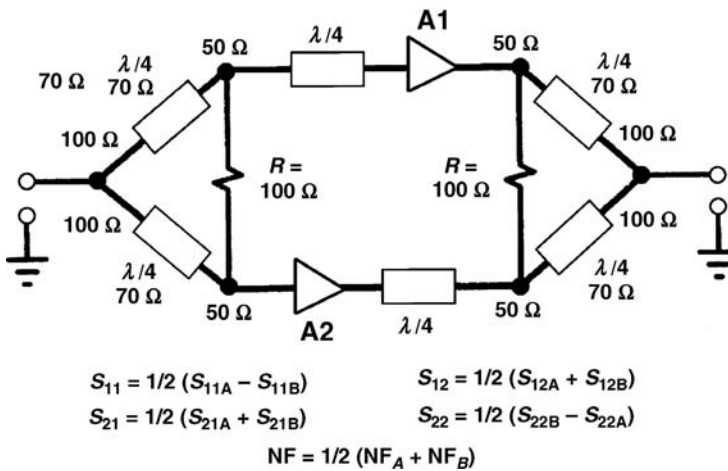 A1
50 Ω
λ/4
50 Ω
70 Ω
λ/4
70 Ω
λ/4
70 Ω
100 Ω
100 Ω
R =
100 Ω
R =
100 Ω
100 Ω
100 Ω
λ/4
70 Ω
λ/4
70 Ω
50 Ω
A2
λ/4
50 Ω
S11 = 1/2 (S11A − S11B)
S12 = 1/2 (S12A + S12B)
S21 = 1/2 (S21A + S21B)
S22 = 1/2 (S22B − S22A)
NF = 1/2 (NFA + NFB)